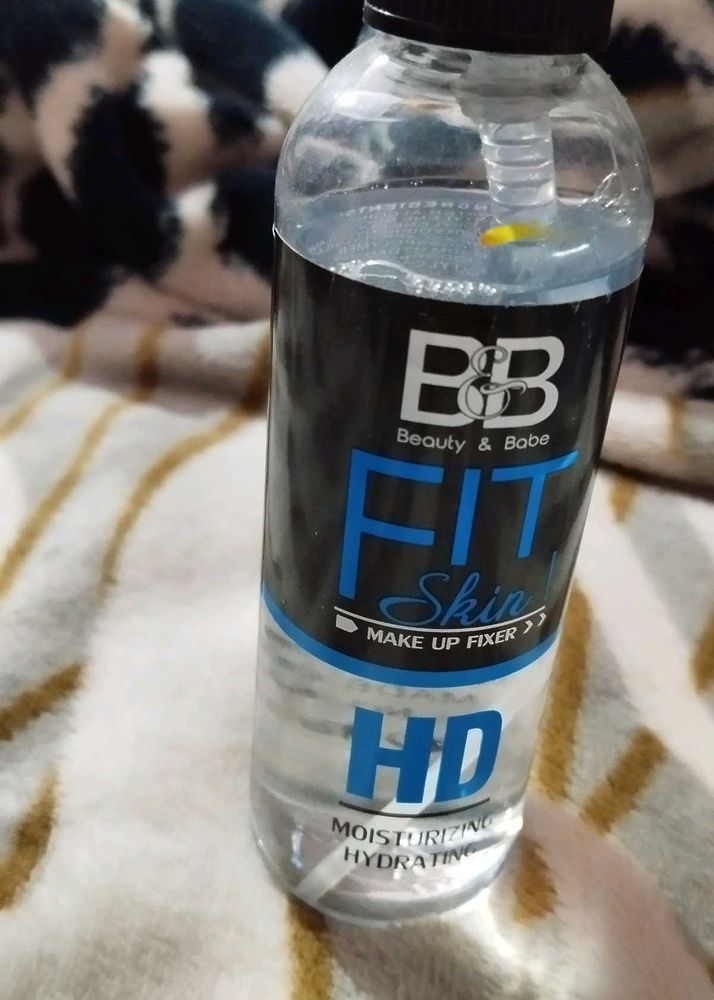 B&B
Beauty & Babe
FIT
Skin
MAKE UP FIXER
HD
MOISTURIZING
HYDRATING